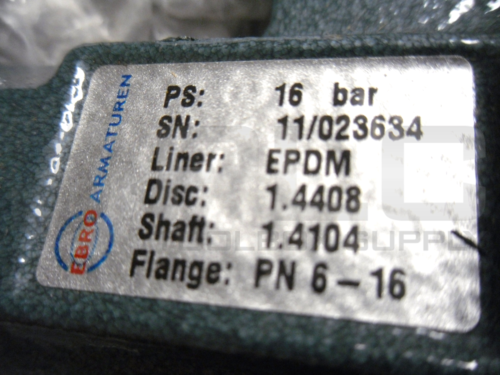 EBRO ARMATUREN
PS: 16 bar
SN: 11/023634
Liner: EPDM
Disc: 1.4408
Shaft: 1.4104
Flange: PN 6-16